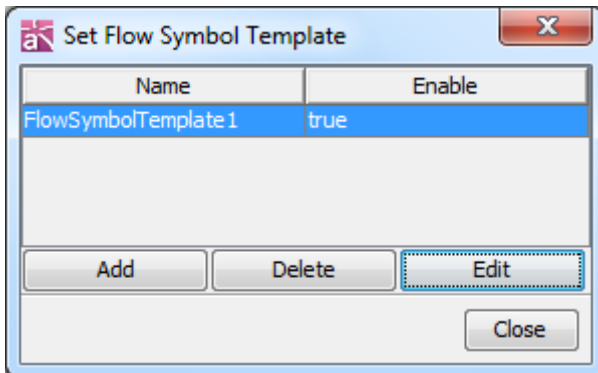 Set Flow Symbol Template
Name Enable
FlowSymbolTemplate1 true
Add Delete Edit
Close